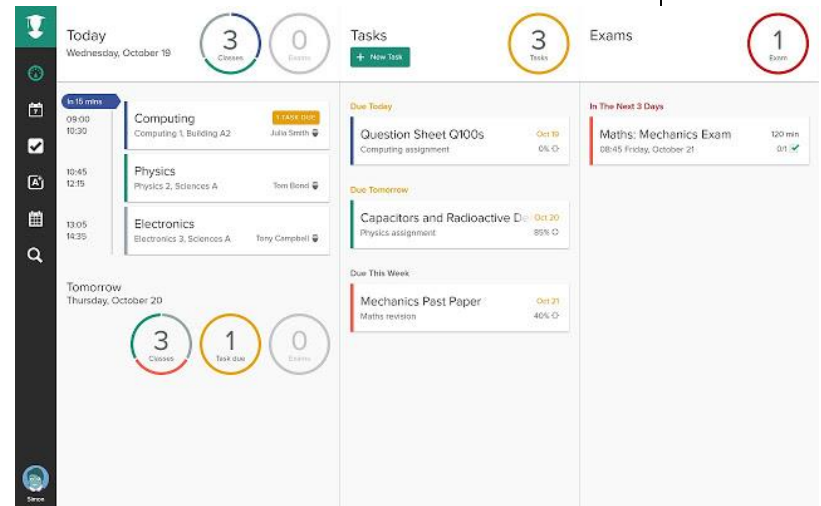 Today
Wednesday, October 19
3
Classes
0
Exams
In 15 mins
09:00
10:30
Computing
1 TASK DUE
Computing 1, Building A2
Julia Smith
10:45
12:15
Physics
Physics 2, Sciences A
Tom Bond
13:05
14:35
Electronics
Electronics 3, Sciences A
Tony Campbell
Tomorrow
Thursday, October 20
3
Classes
1
Task due
0
Exams
Tasks
+ New Task
3
Tasks
Due Today
Question Sheet Q100s
Oct 19
Computing assignment
0%
Due Tomorrow
Capacitors and Radioactive De
Oct 20
Physics assignment
85%
Due This Week
Mechanics Past Paper
Oct 21
Maths revision
40%
Exams
1
Exam
In The Next 3 Days
Maths: Mechanics Exam
120 min
08:45 Friday, October 21
0/1
7
A+
Simon